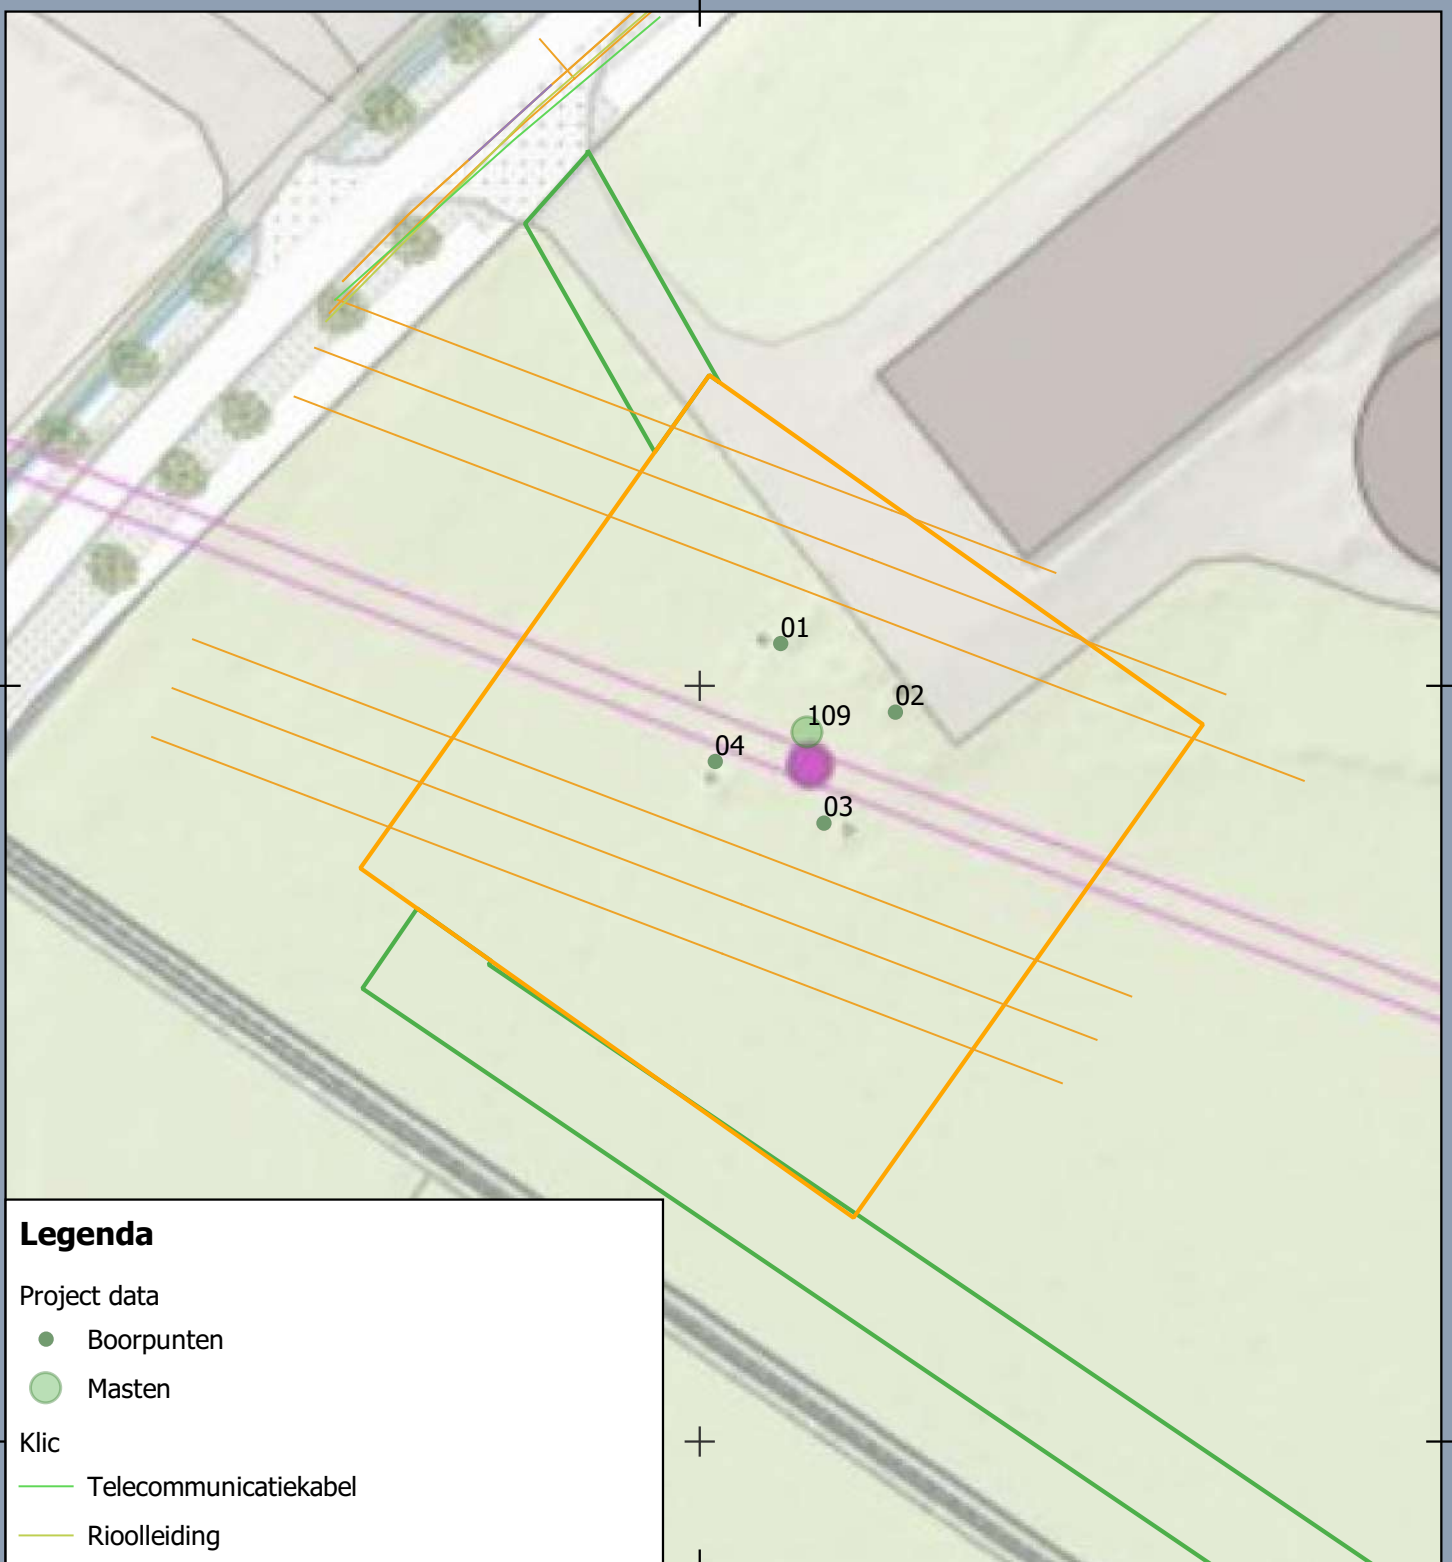 01
02
109
04
03
Legenda
Project data
Boorpunten
Masten
Klic
Telecommunicatiekabel
Rioolleiding